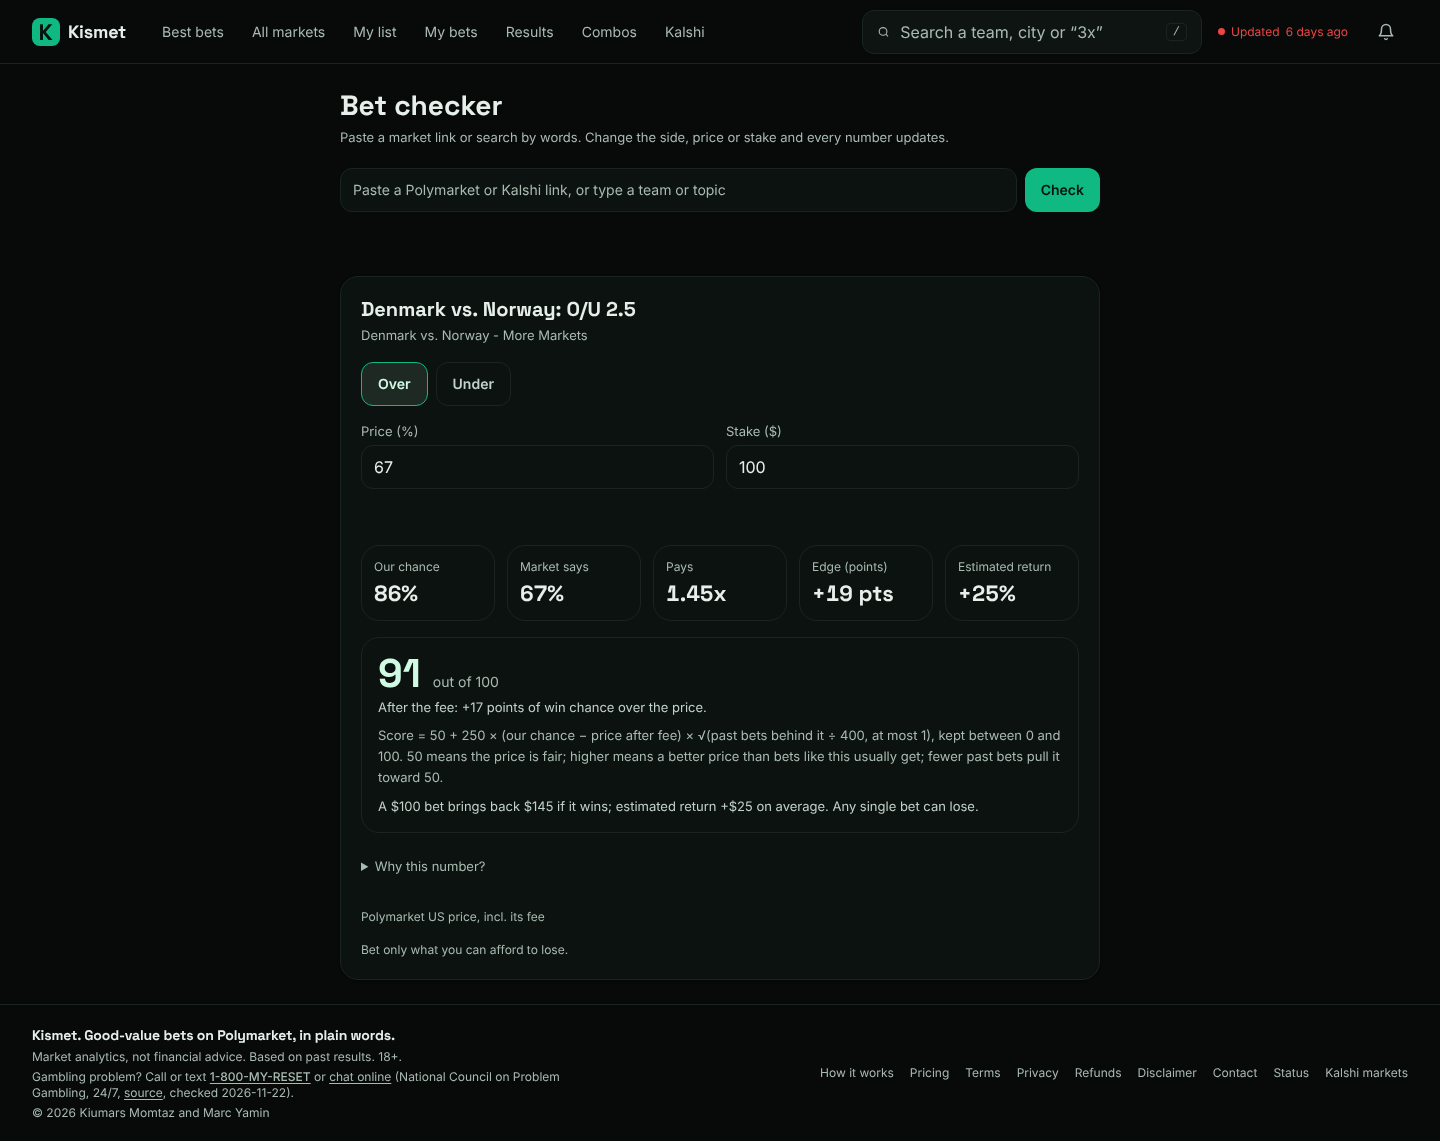 K Kismet
Best bets
All markets
My list
My bets
Results
Combos
Kalshi
Search a team, city or “3x”
/
Updated 6 days ago
Bet checker
Paste a market link or search by words. Change the side, price or stake and every number updates.
Paste a Polymarket or Kalshi link, or type a team or topic
Check
Denmark vs. Norway: O/U 2.5
Denmark vs. Norway - More Markets
Over
Under
Price (%)
Stake ($)
67
100
Our chance
86%
Market says
67%
Pays
1.45x
Edge (points)
+19 pts
Estimated return
+25%
91 out of 100
After the fee: +17 points of win chance over the price.
Score = 50 + 250 × (our chance − price after fee) × √(past bets behind it ÷ 400, at most 1), kept between 0 and
100. 50 means the price is fair; higher means a better price than bets like this usually get; fewer past bets pull it
toward 50.
A $100 bet brings back $145 if it wins; estimated return +$25 on average. Any single bet can lose.
Why this number?
Polymarket US price, incl. its fee
Bet only what you can afford to lose.
Kismet. Good-value bets on Polymarket, in plain words.
Market analytics, not financial advice. Based on past results. 18+.
Gambling problem? Call or text 1-800-MY-RESET or chat online (National Council on Problem
Gambling, 24/7, source, checked 2026-11-22).
© 2026 Kiumars Momtaz and Marc Yamin
How it works
Pricing
Terms
Privacy
Refunds
Disclaimer
Contact
Status
Kalshi markets